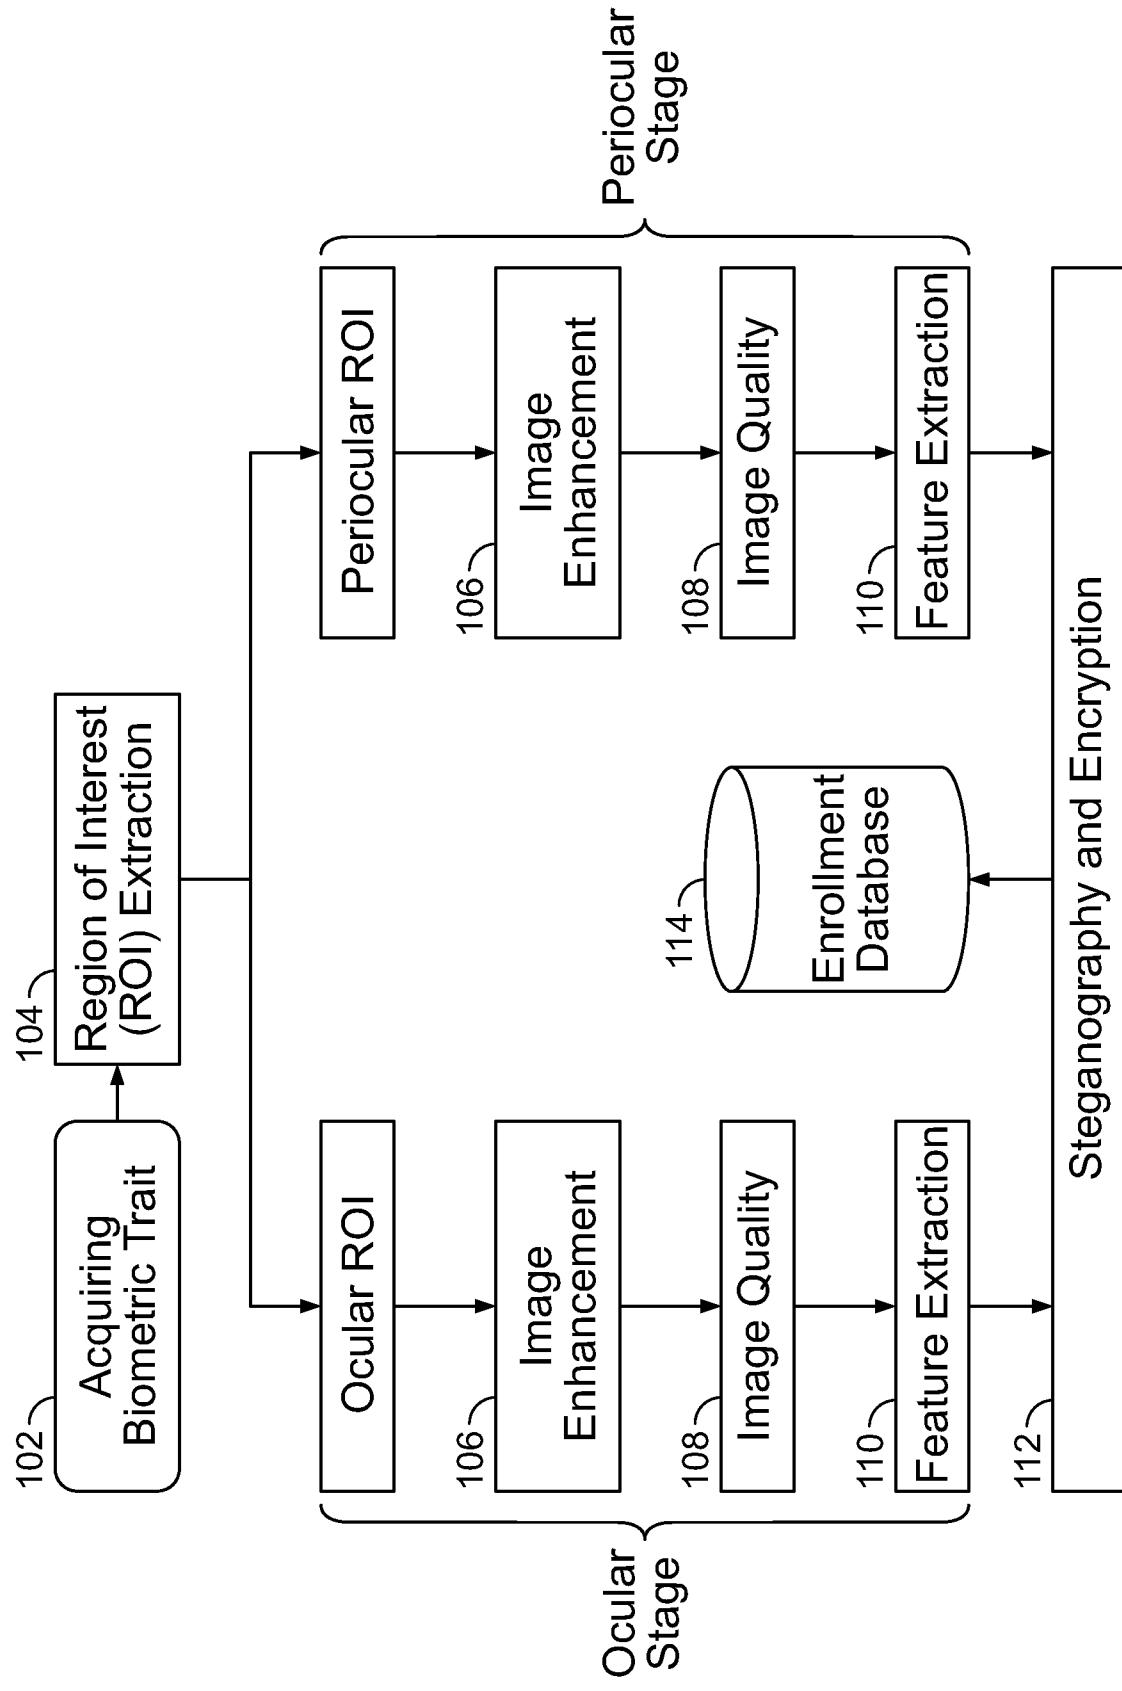 102
Acquiring
Biometric Trait
104
Region of Interest
(ROI) Extraction
Ocular
Stage
Ocular ROI
106
Image
Enhancement
108
Image Quality
110
Feature Extraction
Periocular ROI
106
Image
Enhancement
108
Image Quality
110
Feature Extraction
Periocular
Stage
114
Enrollment
Database
112
Steganography and Encryption